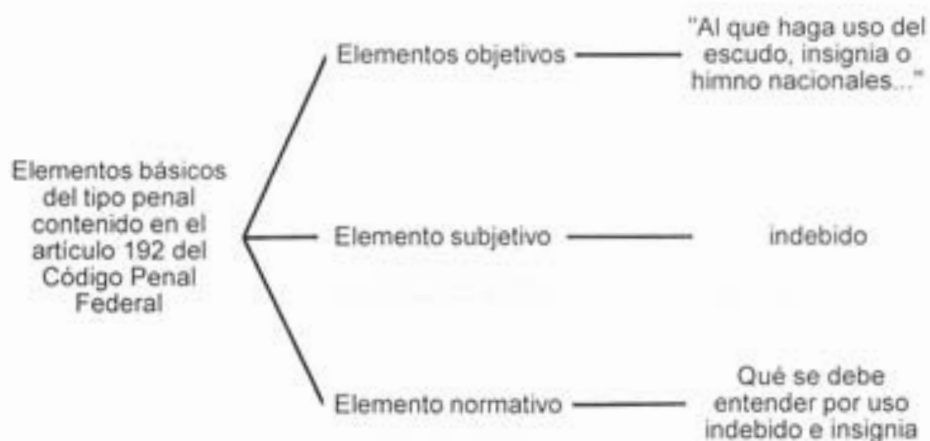 Elementos básicos
del tipo penal
contenido en el
artículo 192 del
Código Penal
Federal
Elementos objetivos
"Al que haga uso del
escudo, insignia o
himno nacionales..."
Elemento subjetivo
indebido
Elemento normativo
Qué se debe
entender por uso
indebido e insignia